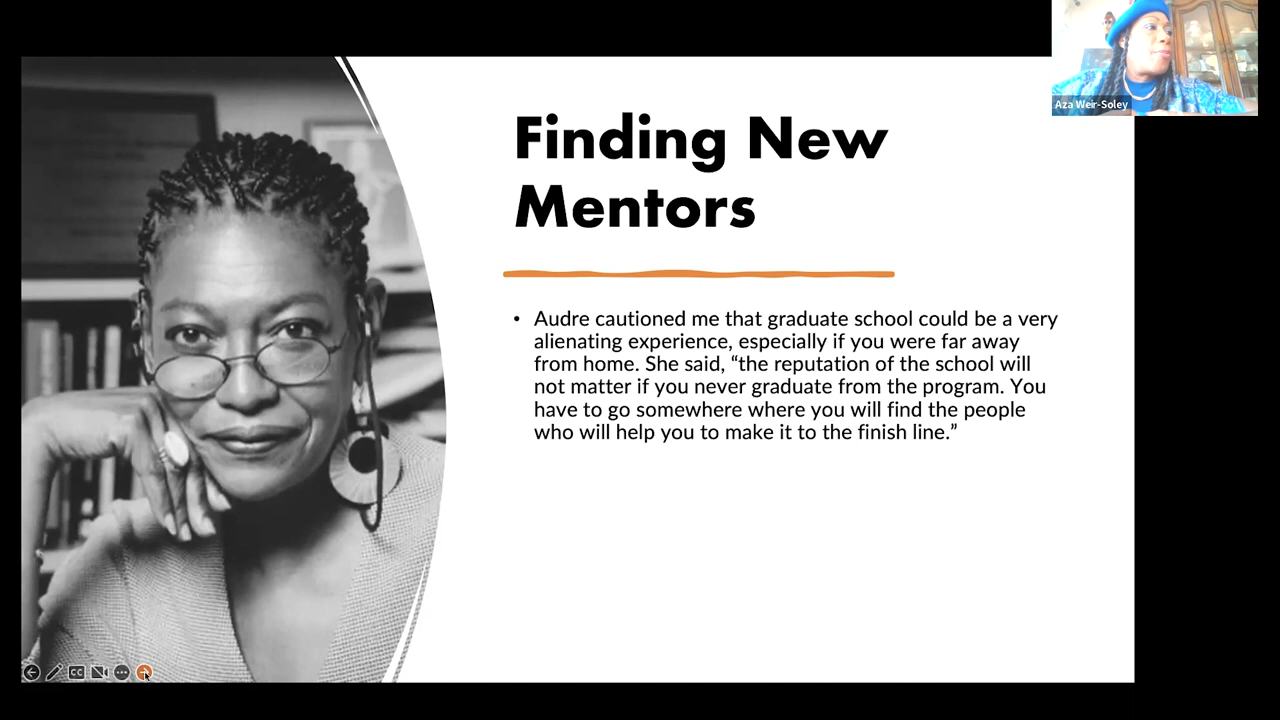 Aza Weir-Soley
Finding New
Mentors
• Audre cautioned me that graduate school could be a very
alienating experience, especially if you were far away
from home. She said, “the reputation of the school will
not matter if you never graduate from the program. You
have to go somewhere where you will find the people
who will help you to make it to the finish line.”
CC